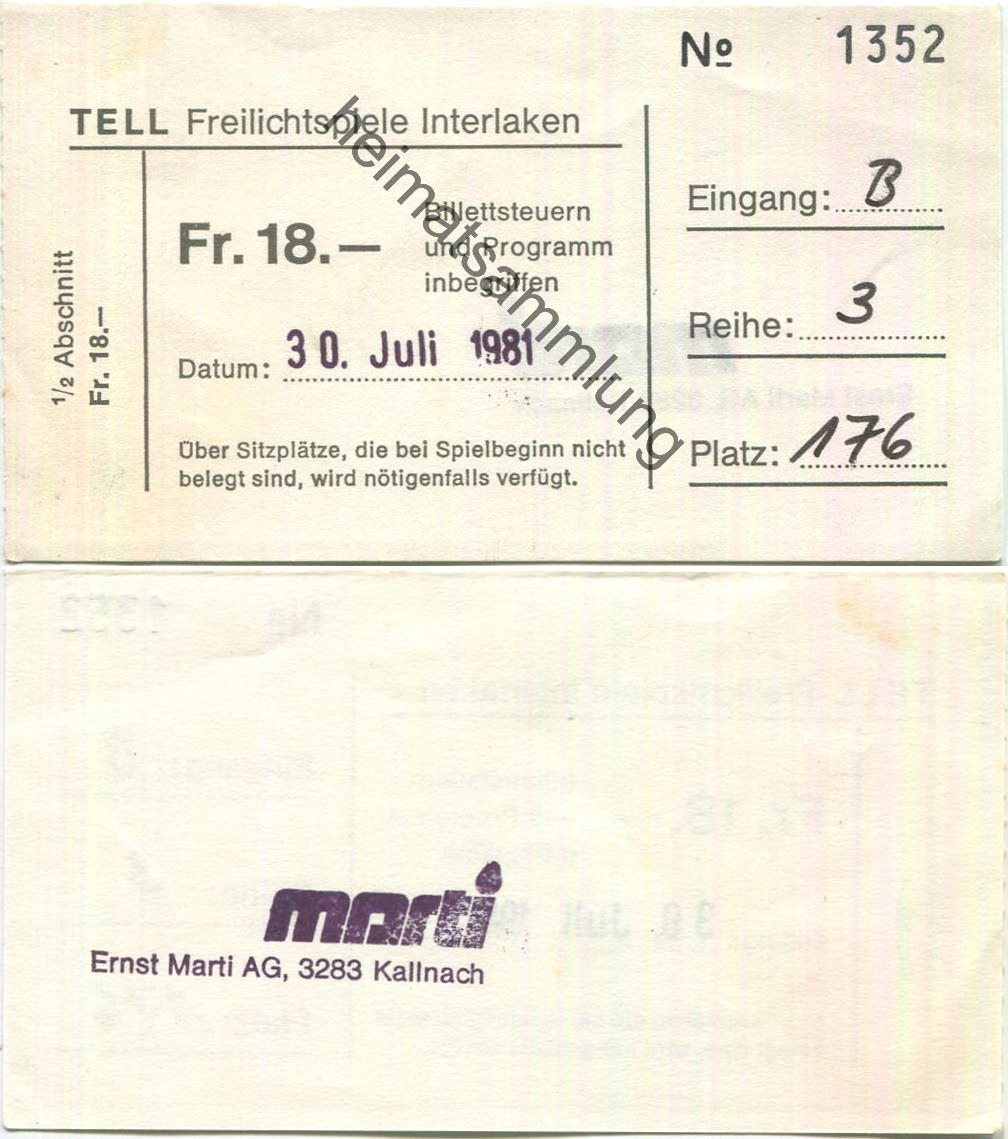 No 1352
TELL Freilichtspiele Interlaken
1/2 Abschnitt
Fr. 18.—
Fr. 18.—
Billettsteuern
und Programm
inbegriffen
Datum: 30. Juli 1981
Über Sitzplätze, die bei Spielbeginn nicht
belegt sind, wird nötigenfalls verfügt.
Eingang: B
Reihe: 3
Platz: 176
heimatsammlung
marti
Ernst Marti AG, 3283 Kallnach